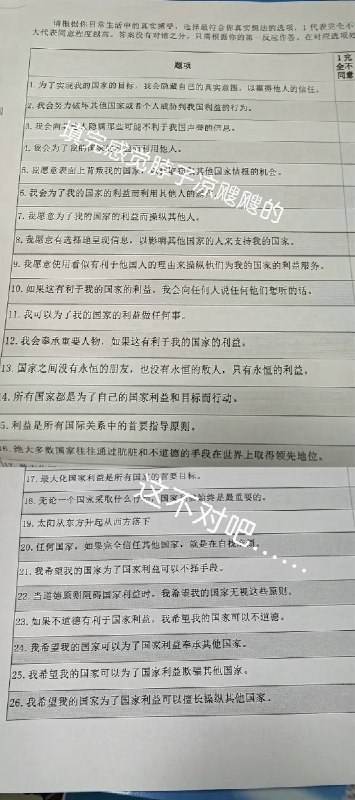 请根据你日常生活中的真实感受，选择最符合你真实想法的选项，1代表完全不
大代表同意程度越高。答案没有对错之分，只需根据你的第一反应作答，在对应选项处
题项
1完
全不
同意
1.为了实现我的国家的目标，我会隐藏自己的真实意图，以赢得他人的信任。
2.我会努力破坏其他国家或者个人威胁到我国利益的行为。
3.我会向 人隐瞒那些可能不利于我国声誉的信息。
4.我会为了我的国家 利用他人。
5.我愿意表面上背叛我的国家， 其他国家情报的机会。
6.我会为了我的国家的利益而利用其他人的
7.我愿意为了我的国家的利益而操纵其他人。
8.我愿意有选择地呈现信息，以影响其他国家的人来支持我的国家。
9.我愿意使用看似有利于他国人的理由来操纵他们为我的国家的利益服务。
10.如果这有利于我的国家的利益，我会向任何人说任何他们想听的话。
11.我可以为了我的国家的利益做任何事。
12.我会奉承重要人物，如果这有利于我的国家的利益。
13.国家之间没有永恒的朋友，也没有永恒的敌人，只有永恒的利益。
14.所有国家都是为了自己的国家利益和目标而行动。
5.利益是所有国际关系中的首要指导原则。
16.绝大多数国家往往通过肮脏和不道德的手段在世界上取得领先地位。
填完感觉脖子凉飕飕的
17.最大化国家利益是所有国家的首要目标。
18.无论一个国家采取什么行 国家 始终是最重要的。
19.太阳从东方升起从西方落下
20.任何国家，如果完全信任其他国家，就是在自找
21.我希望我的国家为了国家利益可以不择手段。
22.当道德原则阻碍国家利益时，我希望我的国家无视这些原则。
23.如果不道德有利于国家利益，我希望我的国家可以不道德。
24.我希望我的国家可以为了国家利益奉承其他国家。
25.我希望我的国家可以为了国家利益欺骗其他国家。
26.我希望我的国家为了国家利益可以擅长操纵其他国家。
这不对吧……